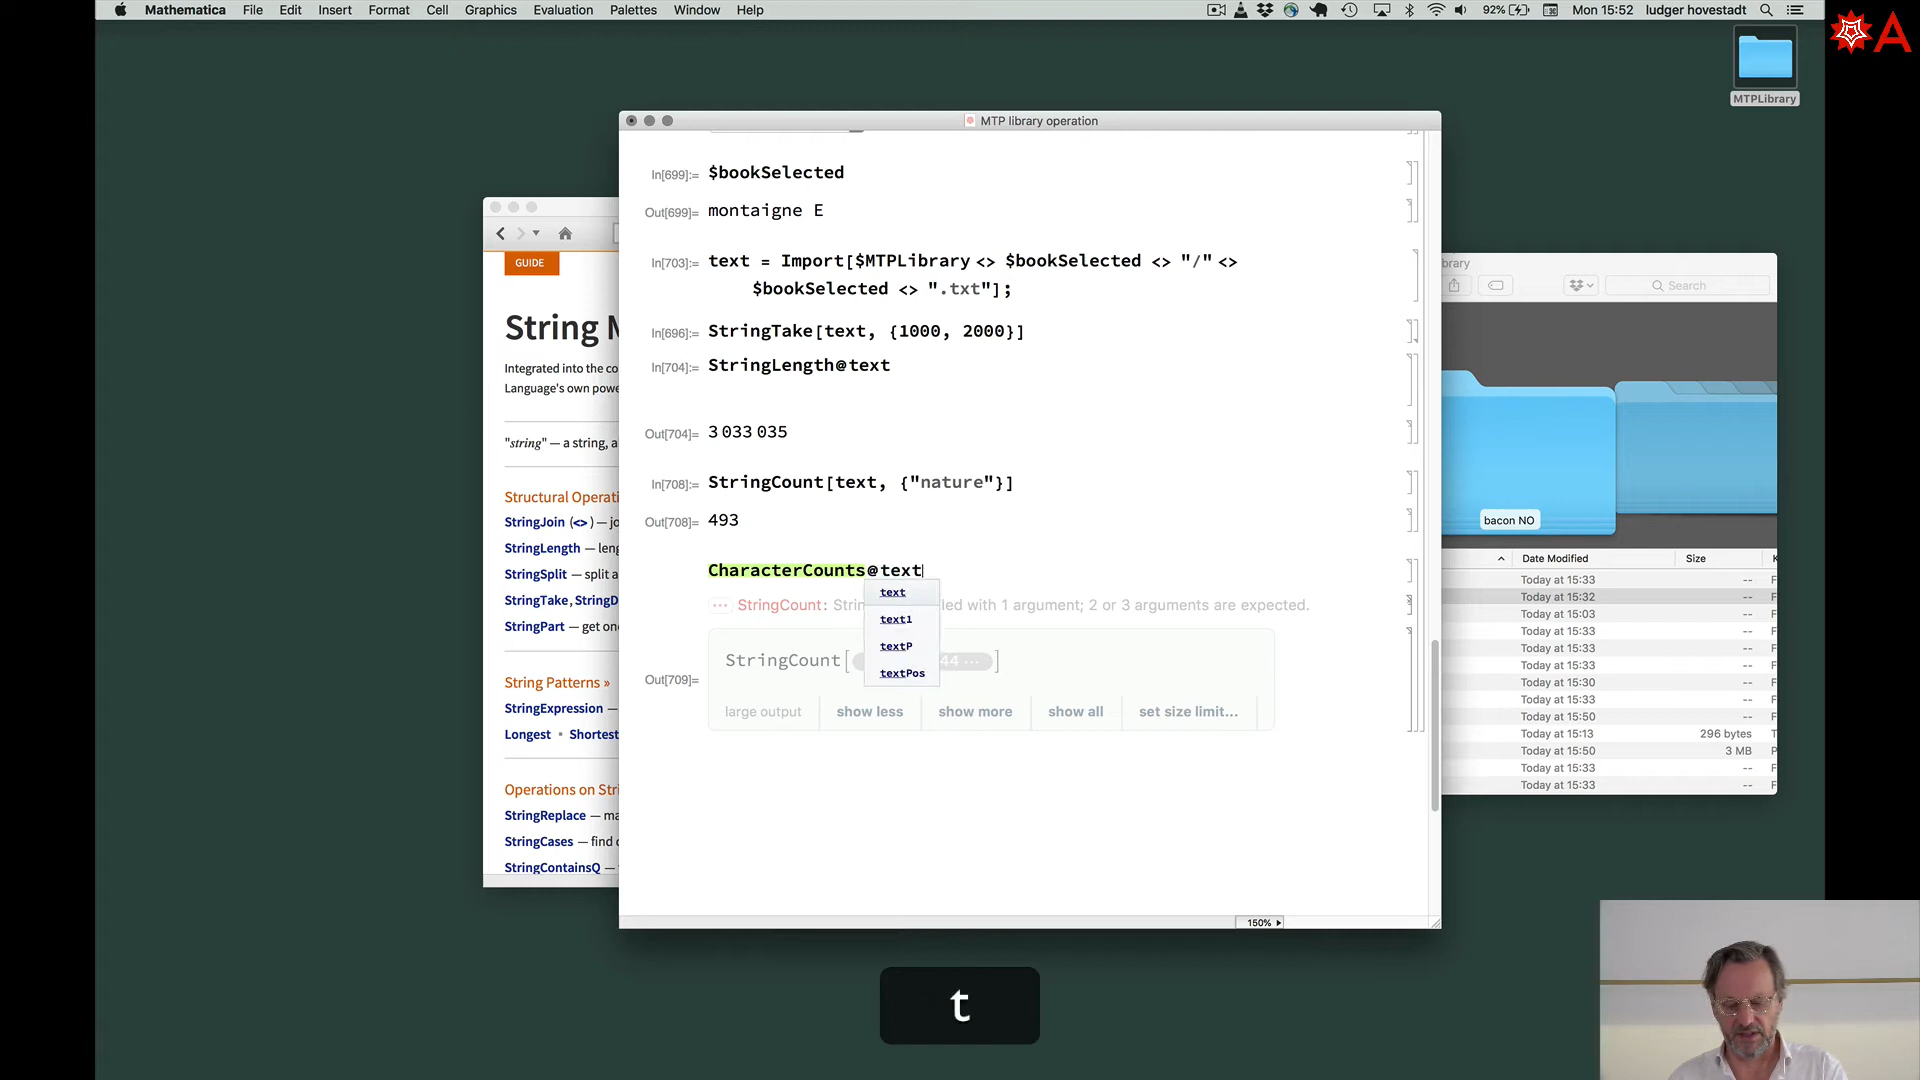 Mathematica File Edit Insert Format Cell Graphics Evaluation Palettes Window Help
92% Mon 15:52 ludger hovestadt
A
MTPLibrary
MTP library operation
In[699]:= $bookSelected
Out[699]= montaigne E
In[703]:= text = Import[$MTPLibrary <> $bookSelected <> "/" <>
$bookSelected <> ".txt"];
In[696]:= StringTake[text, {1000, 2000}]
In[704]:= StringLength@text
Out[704]= 3 033 035
In[708]:= StringCount[text, {"nature"}]
Out[708]= 493
CharacterCounts@text
text
text1
textP
textPos
StringCount: led with 1 argument; 2 or 3 arguments are expected.
StringCount[ 44 ]
Out[709]=
large output show less show more show all set size limit...
150%
GUIDE
String M
Integrated into the co
Language's own powe
"string" — a string, a
Structural Operati
StringJoin (<>) — jo
StringLength — leng
StringSplit — split a
StringTake, StringD
StringPart — get one
String Patterns »
StringExpression —
Longest ▪ Shortest
Operations on Stri
StringReplace — ma
StringCases — find o
StringContainsQ —
brary
Search
bacon NO
Date Modified Size K
Today at 15:33 -- F
Today at 15:32 -- F
Today at 15:03 -- F
Today at 15:33 -- F
Today at 15:33 -- F
Today at 15:33 -- F
Today at 15:30 -- F
Today at 15:33 -- F
Today at 15:50 -- F
Today at 15:13 296 bytes T
Today at 15:50 3 MB P
Today at 15:33 -- F
Today at 15:33 -- F
t